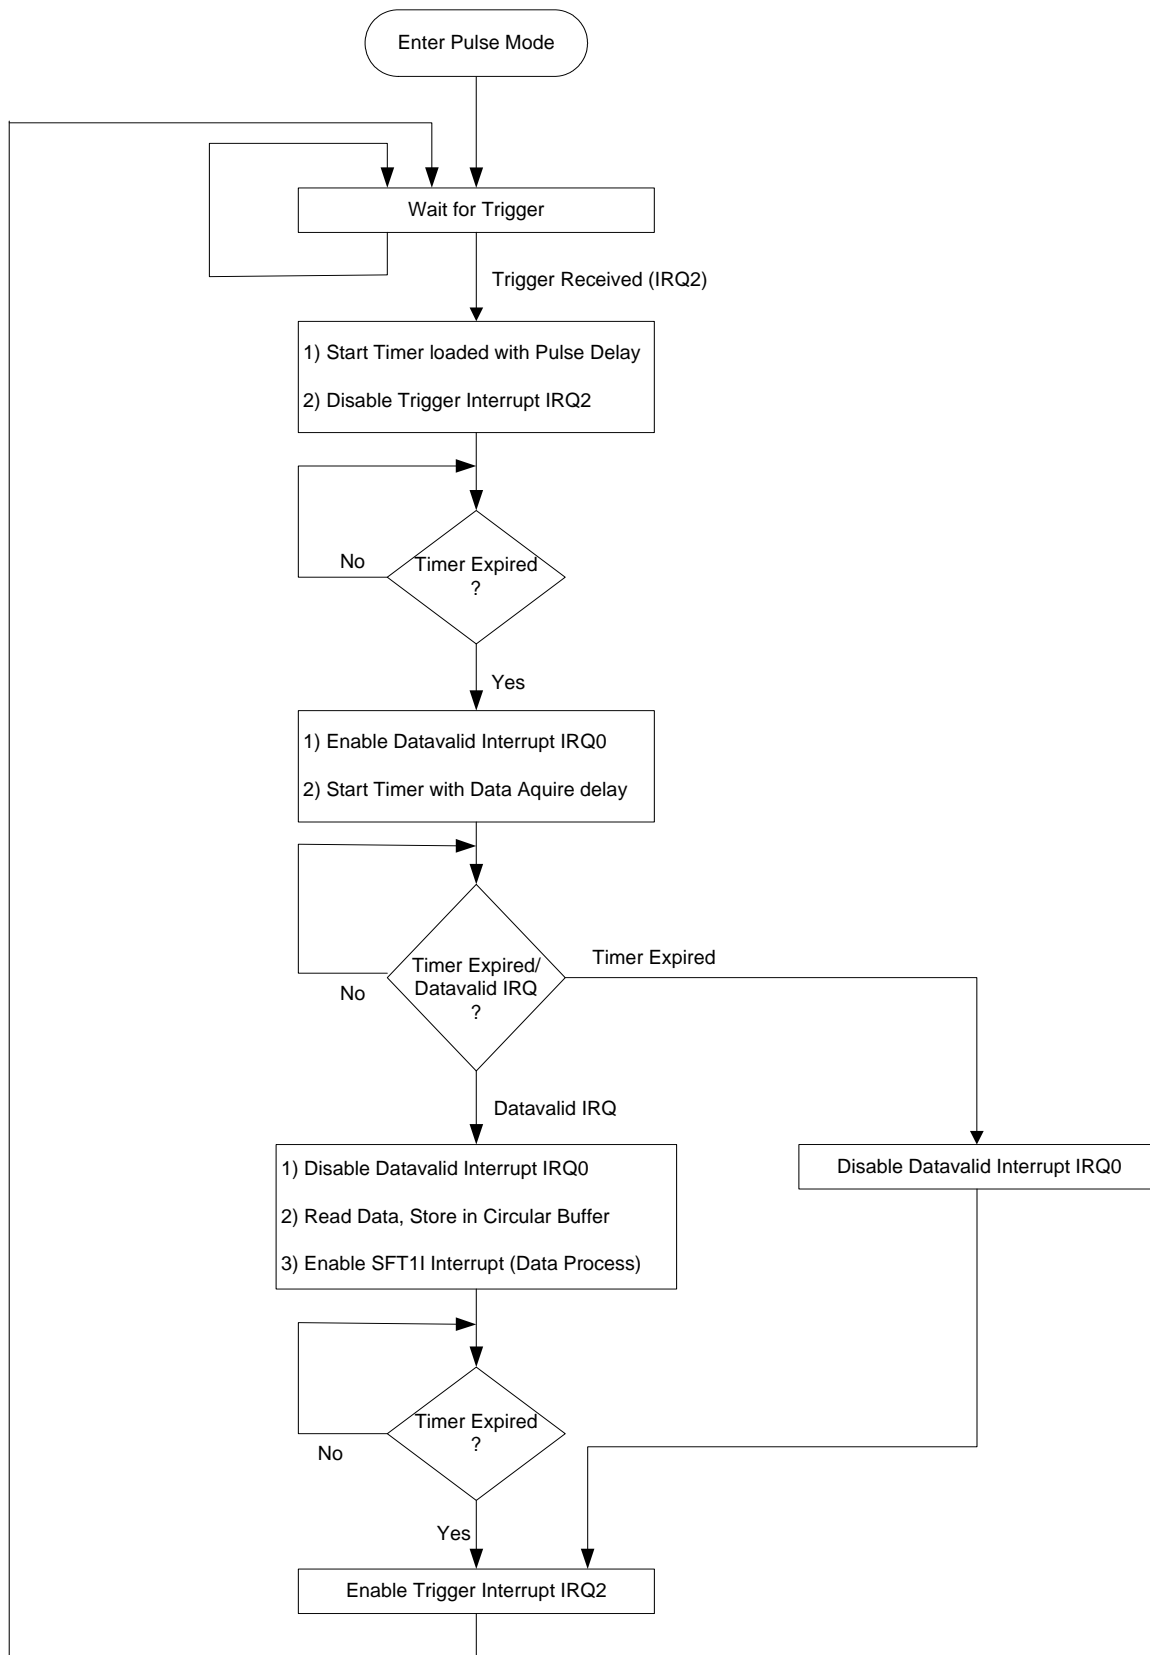 Enter Pulse Mode
Wait for Trigger
Trigger Received (IRQ2)
1) Start Timer loaded with Pulse Delay
2) Disable Trigger Interrupt IRQ2
Timer Expired
?
No
Yes
1) Enable Datavalid Interrupt IRQ0
2) Start Timer with Data Aquire delay
Timer Expired/
Datavalid IRQ
?
No
Timer Expired
Datavalid IRQ
1) Disable Datavalid Interrupt IRQ0
2) Read Data, Store in Circular Buffer
3) Enable SFT1I Interrupt (Data Process)
Disable Datavalid Interrupt IRQ0
Timer Expired
?
No
Yes
Enable Trigger Interrupt IRQ2